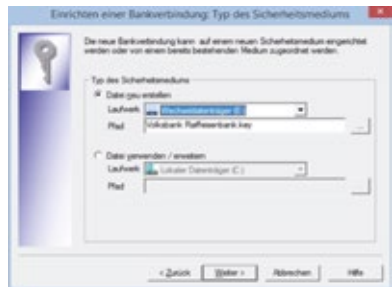 Einrichten einer Bankverbindung: Typ des Sicherheitsmediums
Die neue Bankverbindung kann auf einem neuen Sicherheitsmedium eingerichtet
werden oder von einem bereits bestehenden Medium zugeordnet werden.
Typ des Sicherheitsmediums
Datei neu erstellen
Laufwerk
Wechseldatenträger (E:)
Pfad
Volksbank Raiffeisenbank.key
...
Datei verwenden / erweitern
Laufwerk
Lokaler Datenträger (C:)
Pfad
< Zurück
Weiter >
Abbrechen
Hilfe